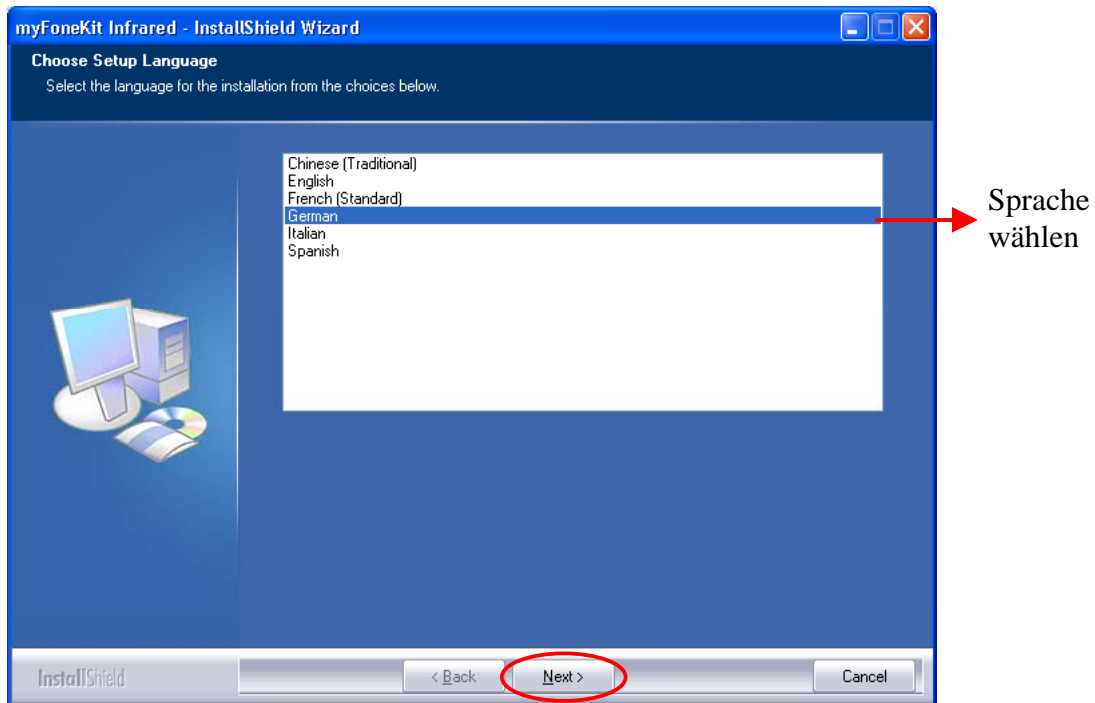 myFoneKit Infrared - InstallShield Wizard
Choose Setup Language
Select the language for the installation from the choices below.
Chinese (Traditional)
English
French (Standard)
German
Italian
Spanish
Sprache
wählen
InstallShield
< Back
Next >
Cancel